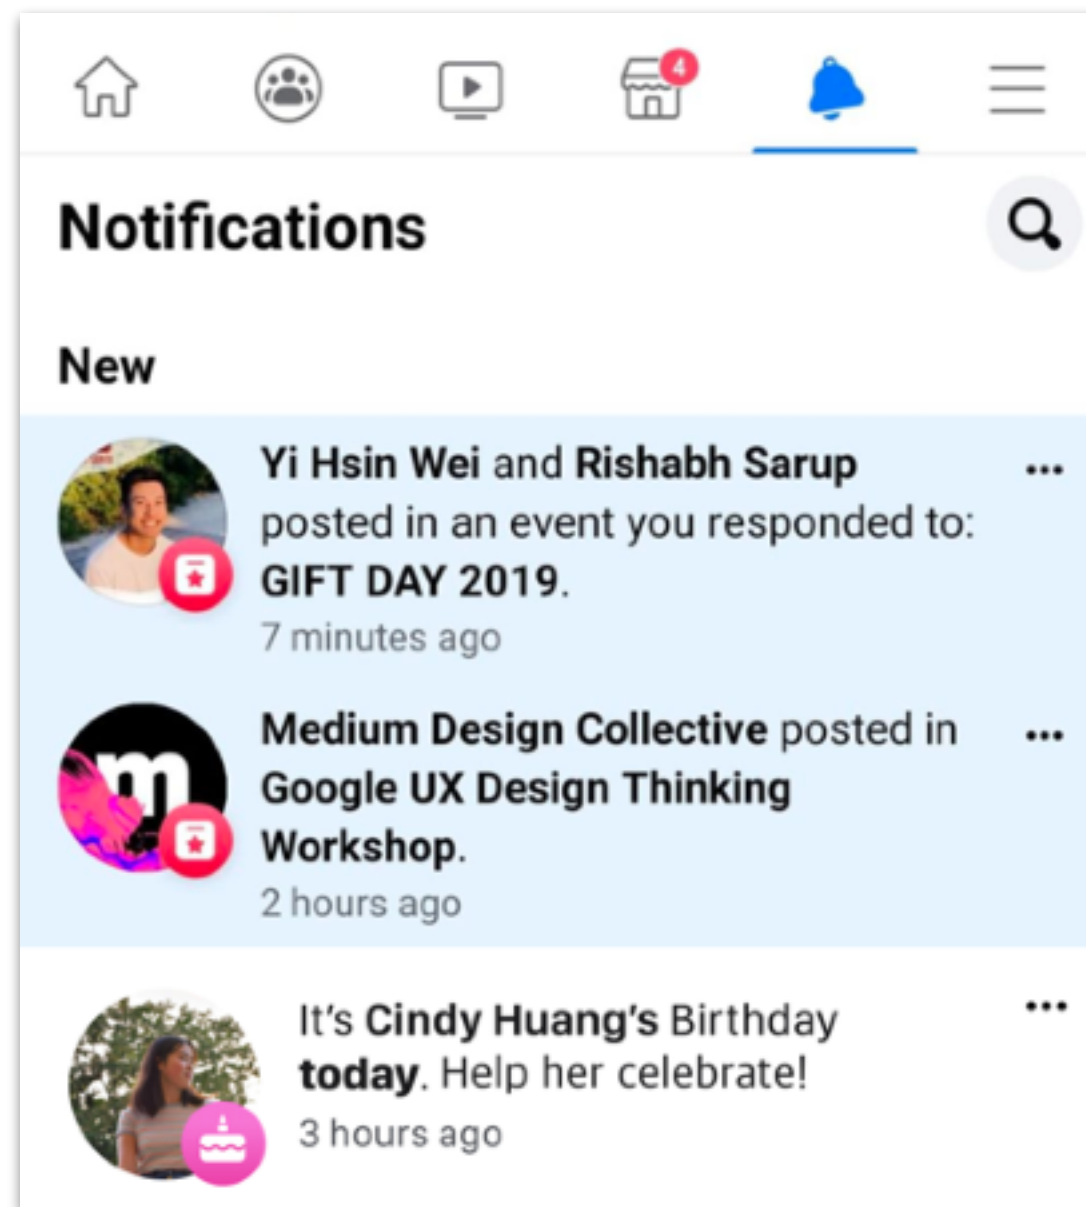 4
Notifications
New
Yi Hsin Wei and Rishabh Sarup
posted in an event you responded to:
GIFT DAY 2019.
7 minutes ago
m
Medium Design Collective posted in
Google UX Design Thinking
Workshop.
2 hours ago
It's Cindy Huang's Birthday
today. Help her celebrate!
3 hours ago